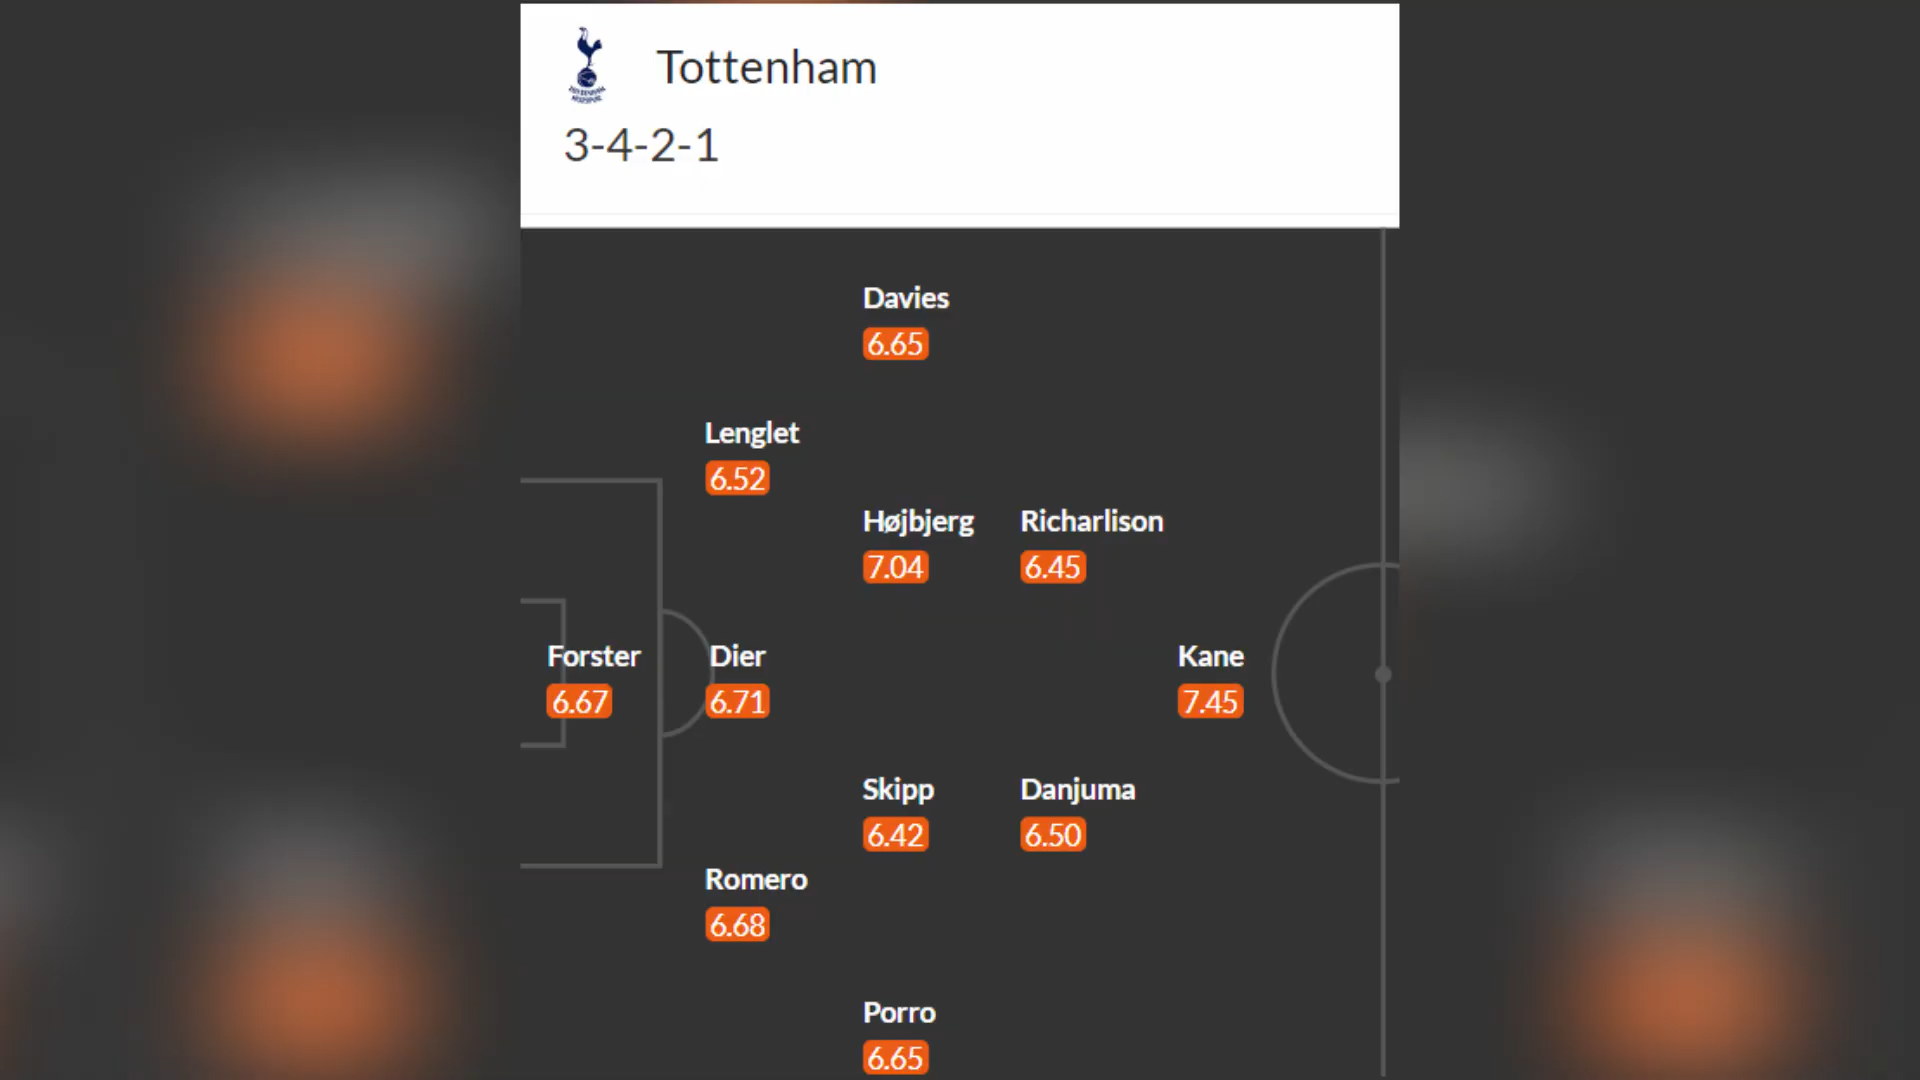 Tottenham
3-4-2-1
Davies
6.65
Lenglet
6.52
Højbjerg
7.04
Richarlison
6.45
Forster
6.67
Dier
6.71
Kane
7.45
Skipp
6.42
Danjuma
6.50
Romero
6.68
Porro
6.65